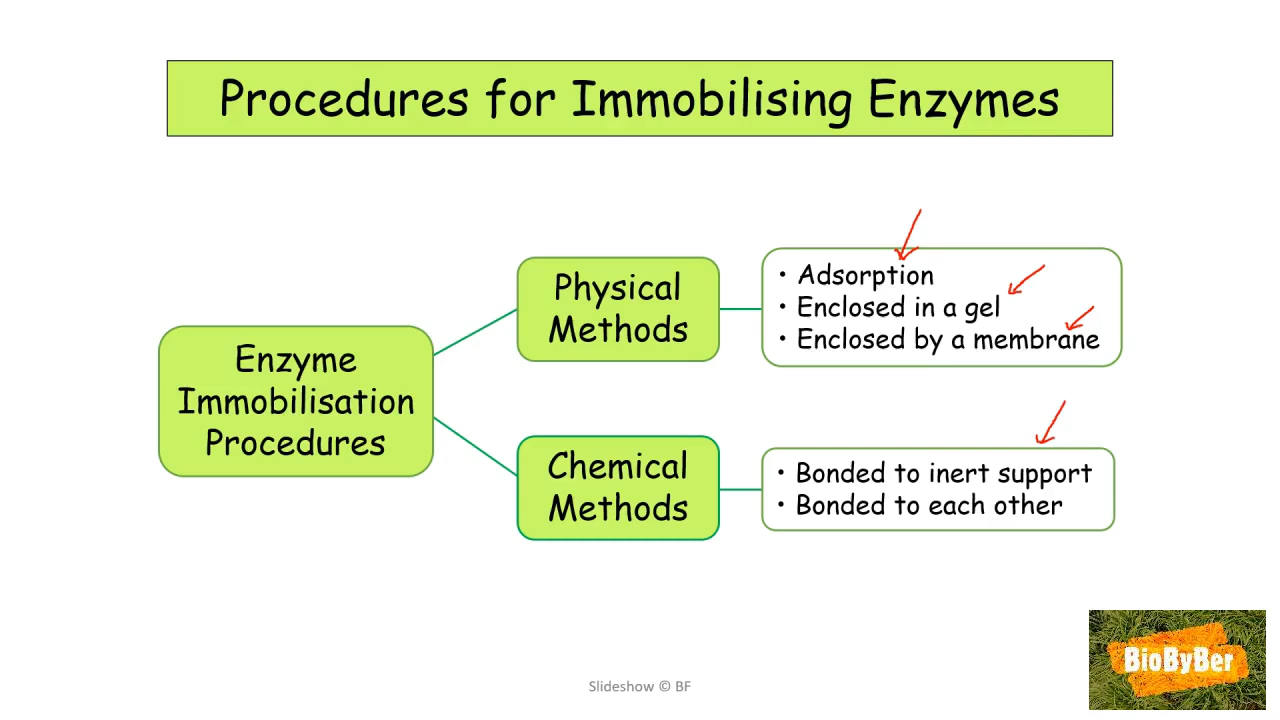 Procedures for Immobilising Enzymes
Enzyme
Immobilisation
Procedures
Physical
Methods
• Adsorption
• Enclosed in a gel
• Enclosed by a membrane
Chemical
Methods
• Bonded to inert support
• Bonded to each other
BioByBer
Slideshow © BF